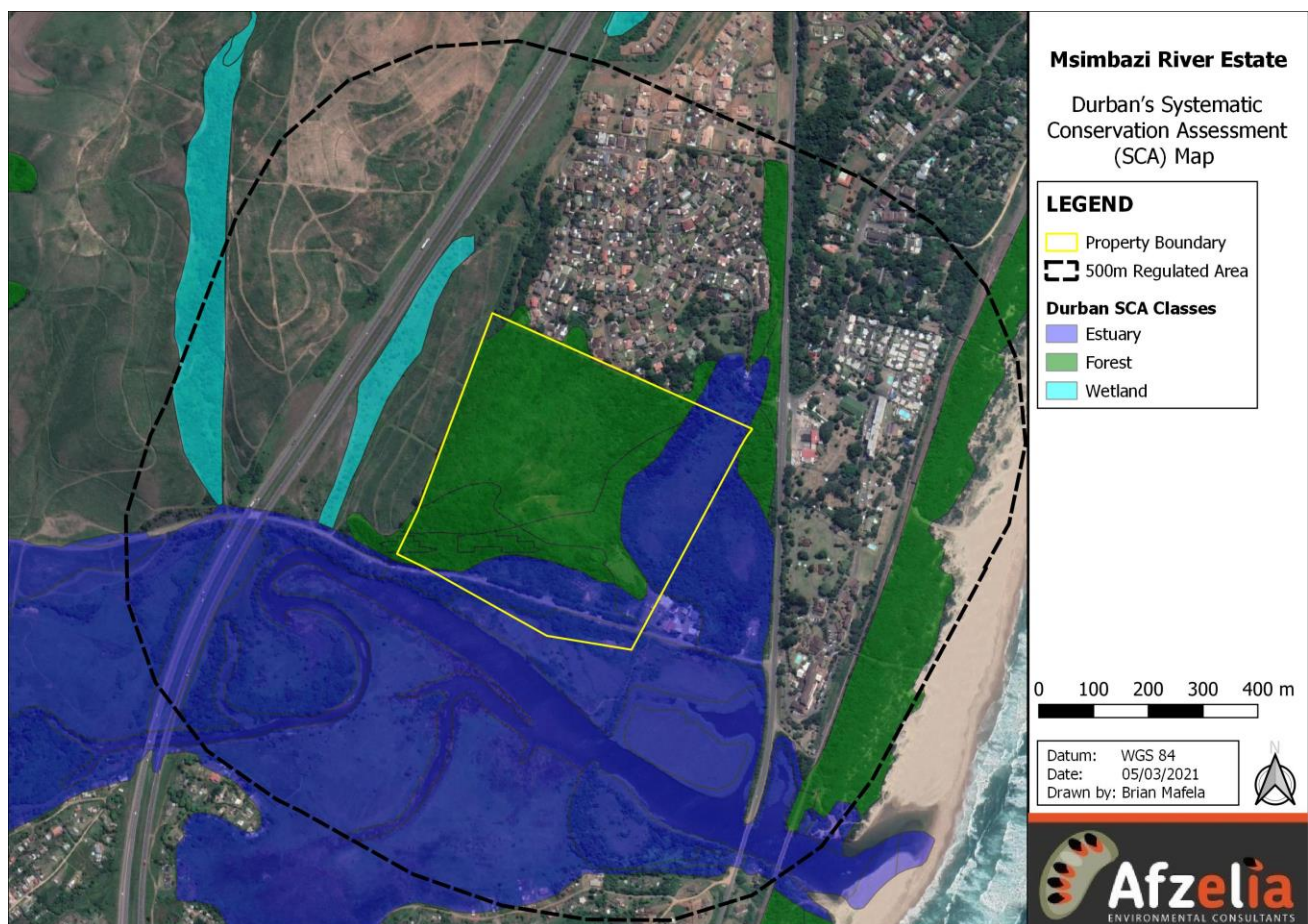 Msimbazi River Estate
Durban's Systematic
Conservation Assessment
(SCA) Map
LEGEND
Property Boundary
500m Regulated Area
Durban SCA Classes
Estuary
Forest
Wetland
0 100 200 300 400 m
Datum: WGS 84
Date: 05/03/2021
Drawn by: Brian Mafela
N
Afzelia
ENVIRONMENTAL CONSULTANTS